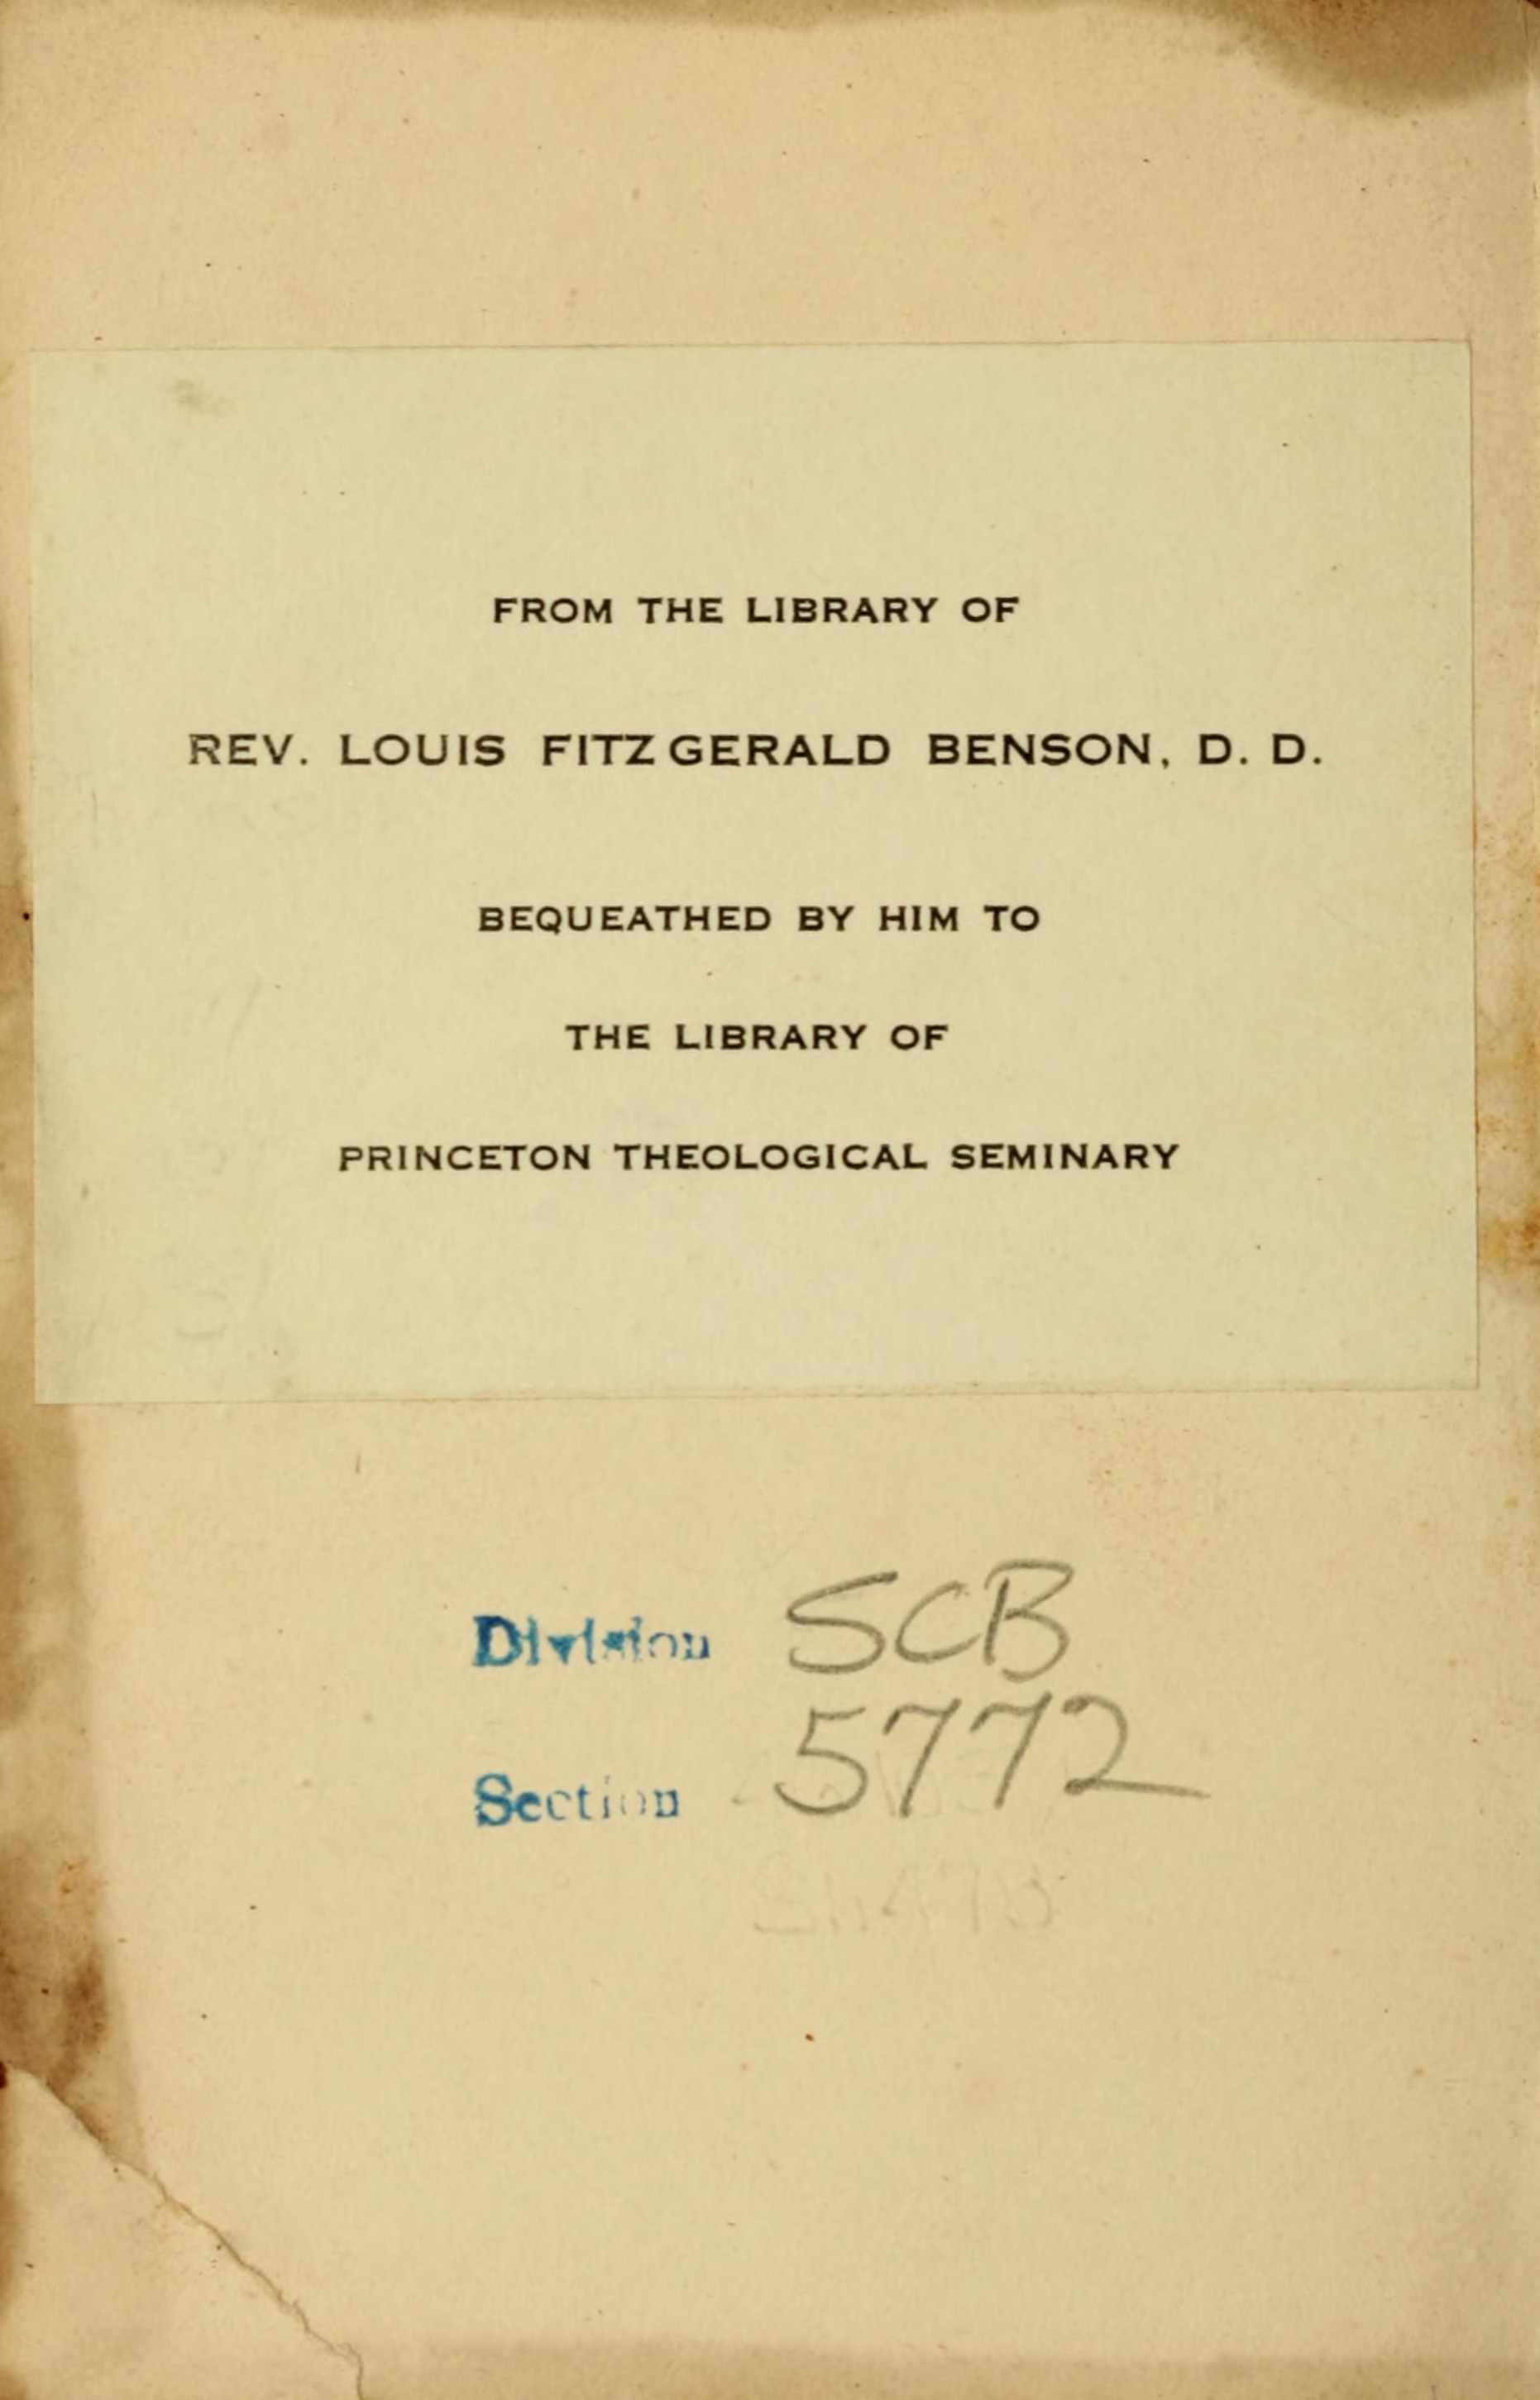 FROM THE LIBRARY OF
REV. LOUIS FITZGERALD BENSON, D. D.
BEQUEATHED BY HIM TO
THE LIBRARY OF
PRINCETON THEOLOGICAL SEMINARY
Division SCB
Section 5772